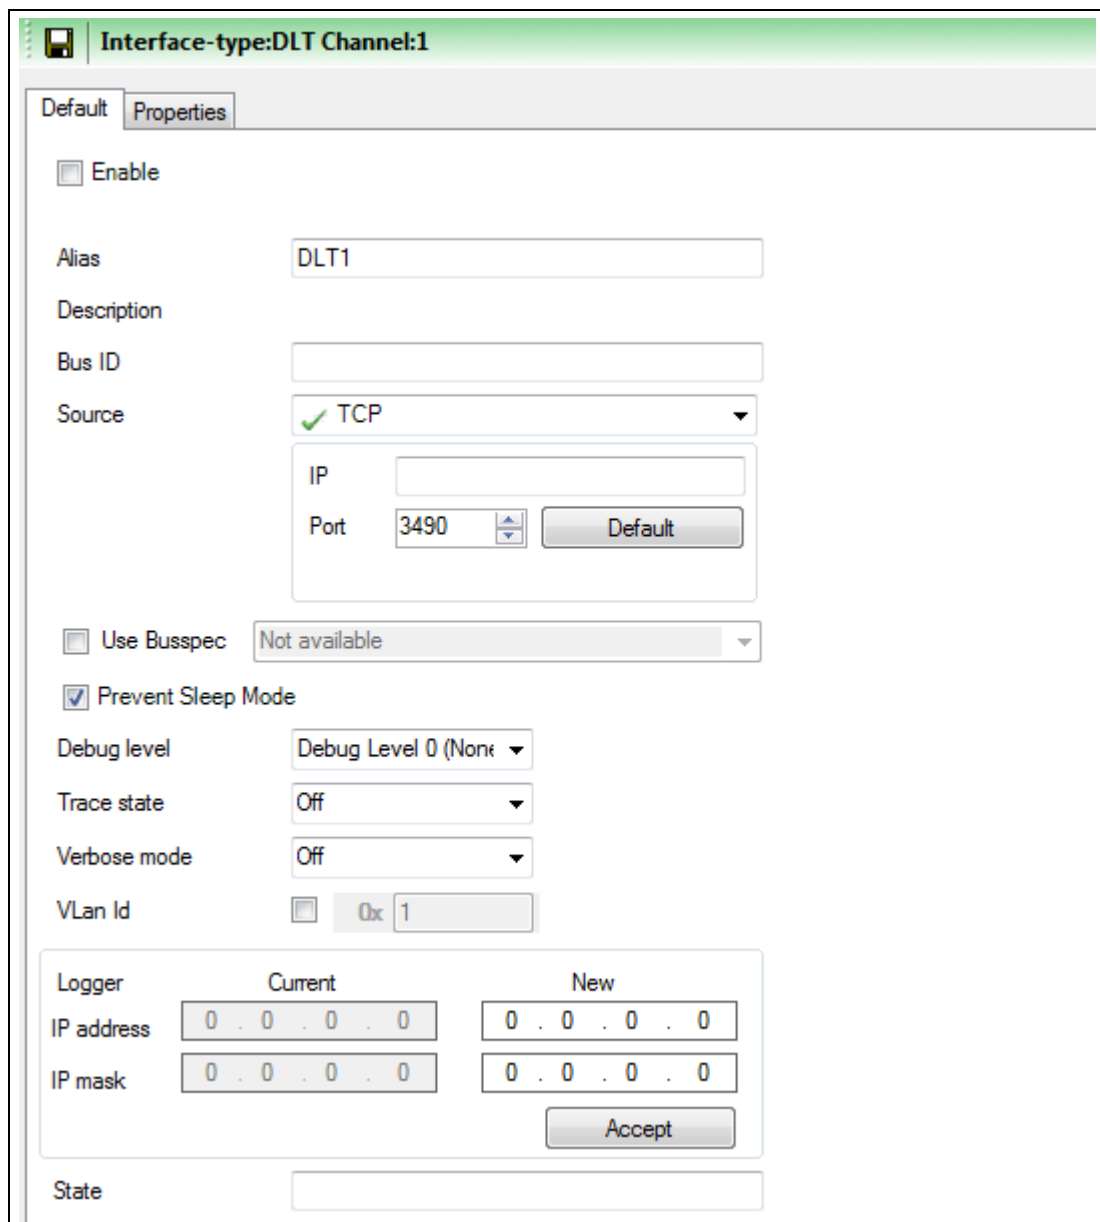 Interface-type:DLT Channel:1
Default Properties
Enable
Alias DLT1
Description
Bus ID
Source TCP
IP
Port 3490 Default
Use Busspec Not available
Prevent Sleep Mode
Debug level Debug Level 0 (None
Trace state Off
Verbose mode Off
VLan Id 0x 1
Logger Current New
IP address 0 . 0 . 0 . 0 0 . 0 . 0 . 0
IP mask 0 . 0 . 0 . 0 0 . 0 . 0 . 0
Accept
State